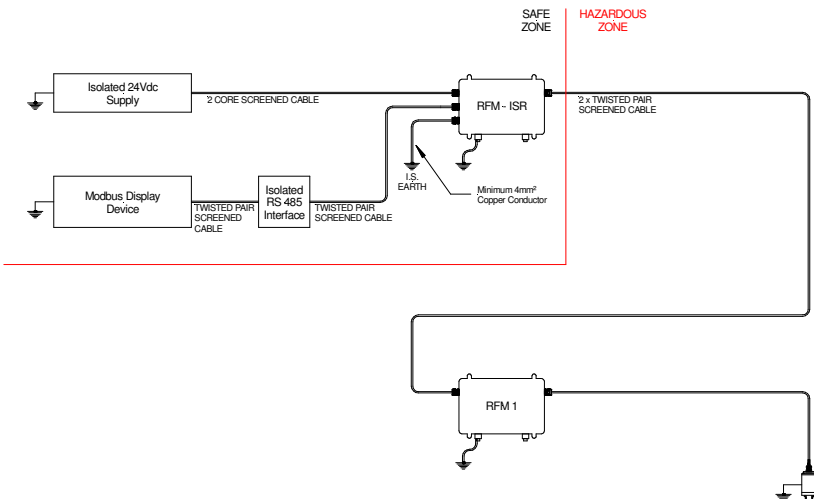 SAFE
ZONE
HAZARDOUS
ZONE
Isolated 24Vdc
Supply
2 CORE SCREENED CABLE
RFM - ISR
2 x TWISTED PAIR
SCREENED CABLE
I.S.
EARTH
Minimum 4mm²
Copper Conductor
Modbus Display
Device
TWISTED PAIR
SCREENED
CABLE
Isolated
RS 485
Interface
TWISTED PAIR
SCREENED CABLE
RFM 1